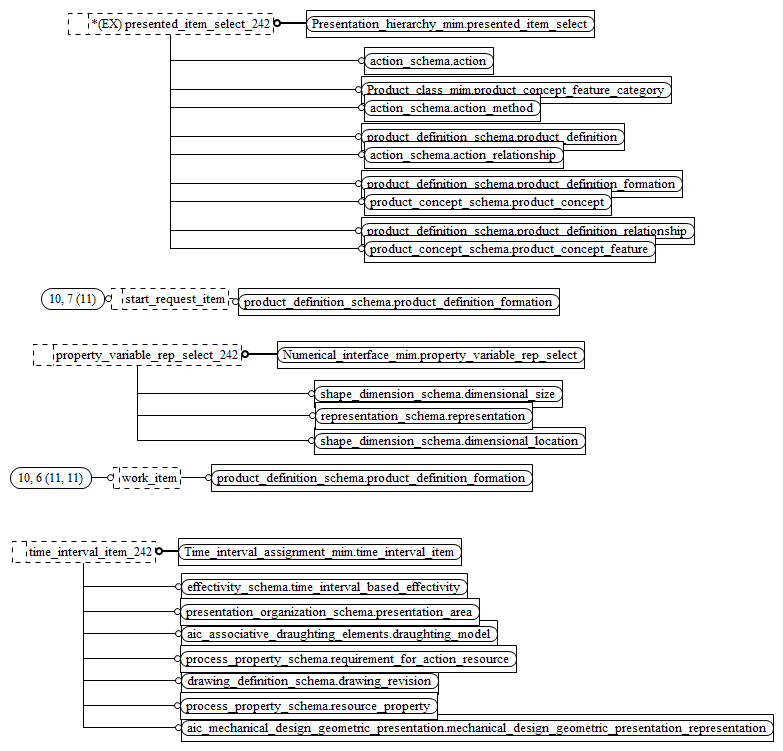 *(EX) presented_item_select_242
Presentation_hierarchy_mim.presented_item_select
action_schema.action
Product_class_mim.product_concept_feature_category
action_schema.action_method
product_definition_schema.product_definition
action_schema.action_relationship
product_definition_schema.product_definition_formation
product_concept_schema.product_concept
product_definition_schema.product_definition_relationship
product_concept_schema.product_concept_feature
10, 7 (11)
start_request_item
product_definition_schema.product_definition_formation
property_variable_rep_select_242
Numerical_interface_mim.property_variable_rep_select
shape_dimension_schema.dimensional_size
representation_schema.representation
shape_dimension_schema.dimensional_location
10, 6 (11, 11)
work_item
product_definition_schema.product_definition_formation
time_interval_item_242
Time_interval_assignment_mim.time_interval_item
effectivity_schema.time_interval_based_effectivity
presentation_organization_schema.presentation_area
aic_associative_draughting_elements.draughting_model
process_property_schema.requirement_for_action_resource
drawing_definition_schema.drawing_revision
process_property_schema.resource_property
aic_mechanical_design_geometric_presentation.mechanical_design_geometric_presentation_representation